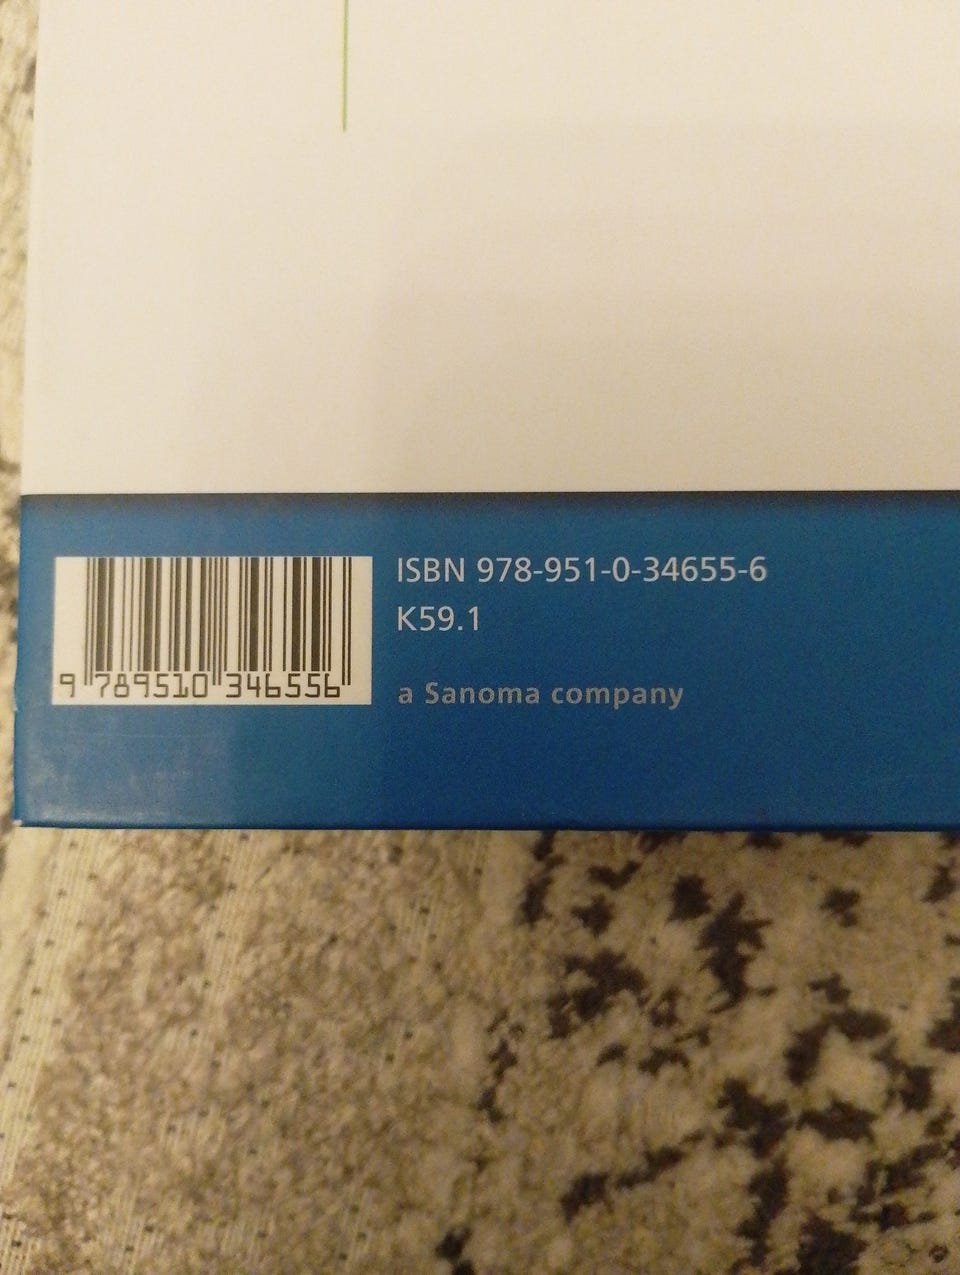 ISBN 978-951-0-34655-6
K59.1
9 789510 346556
a Sanoma company